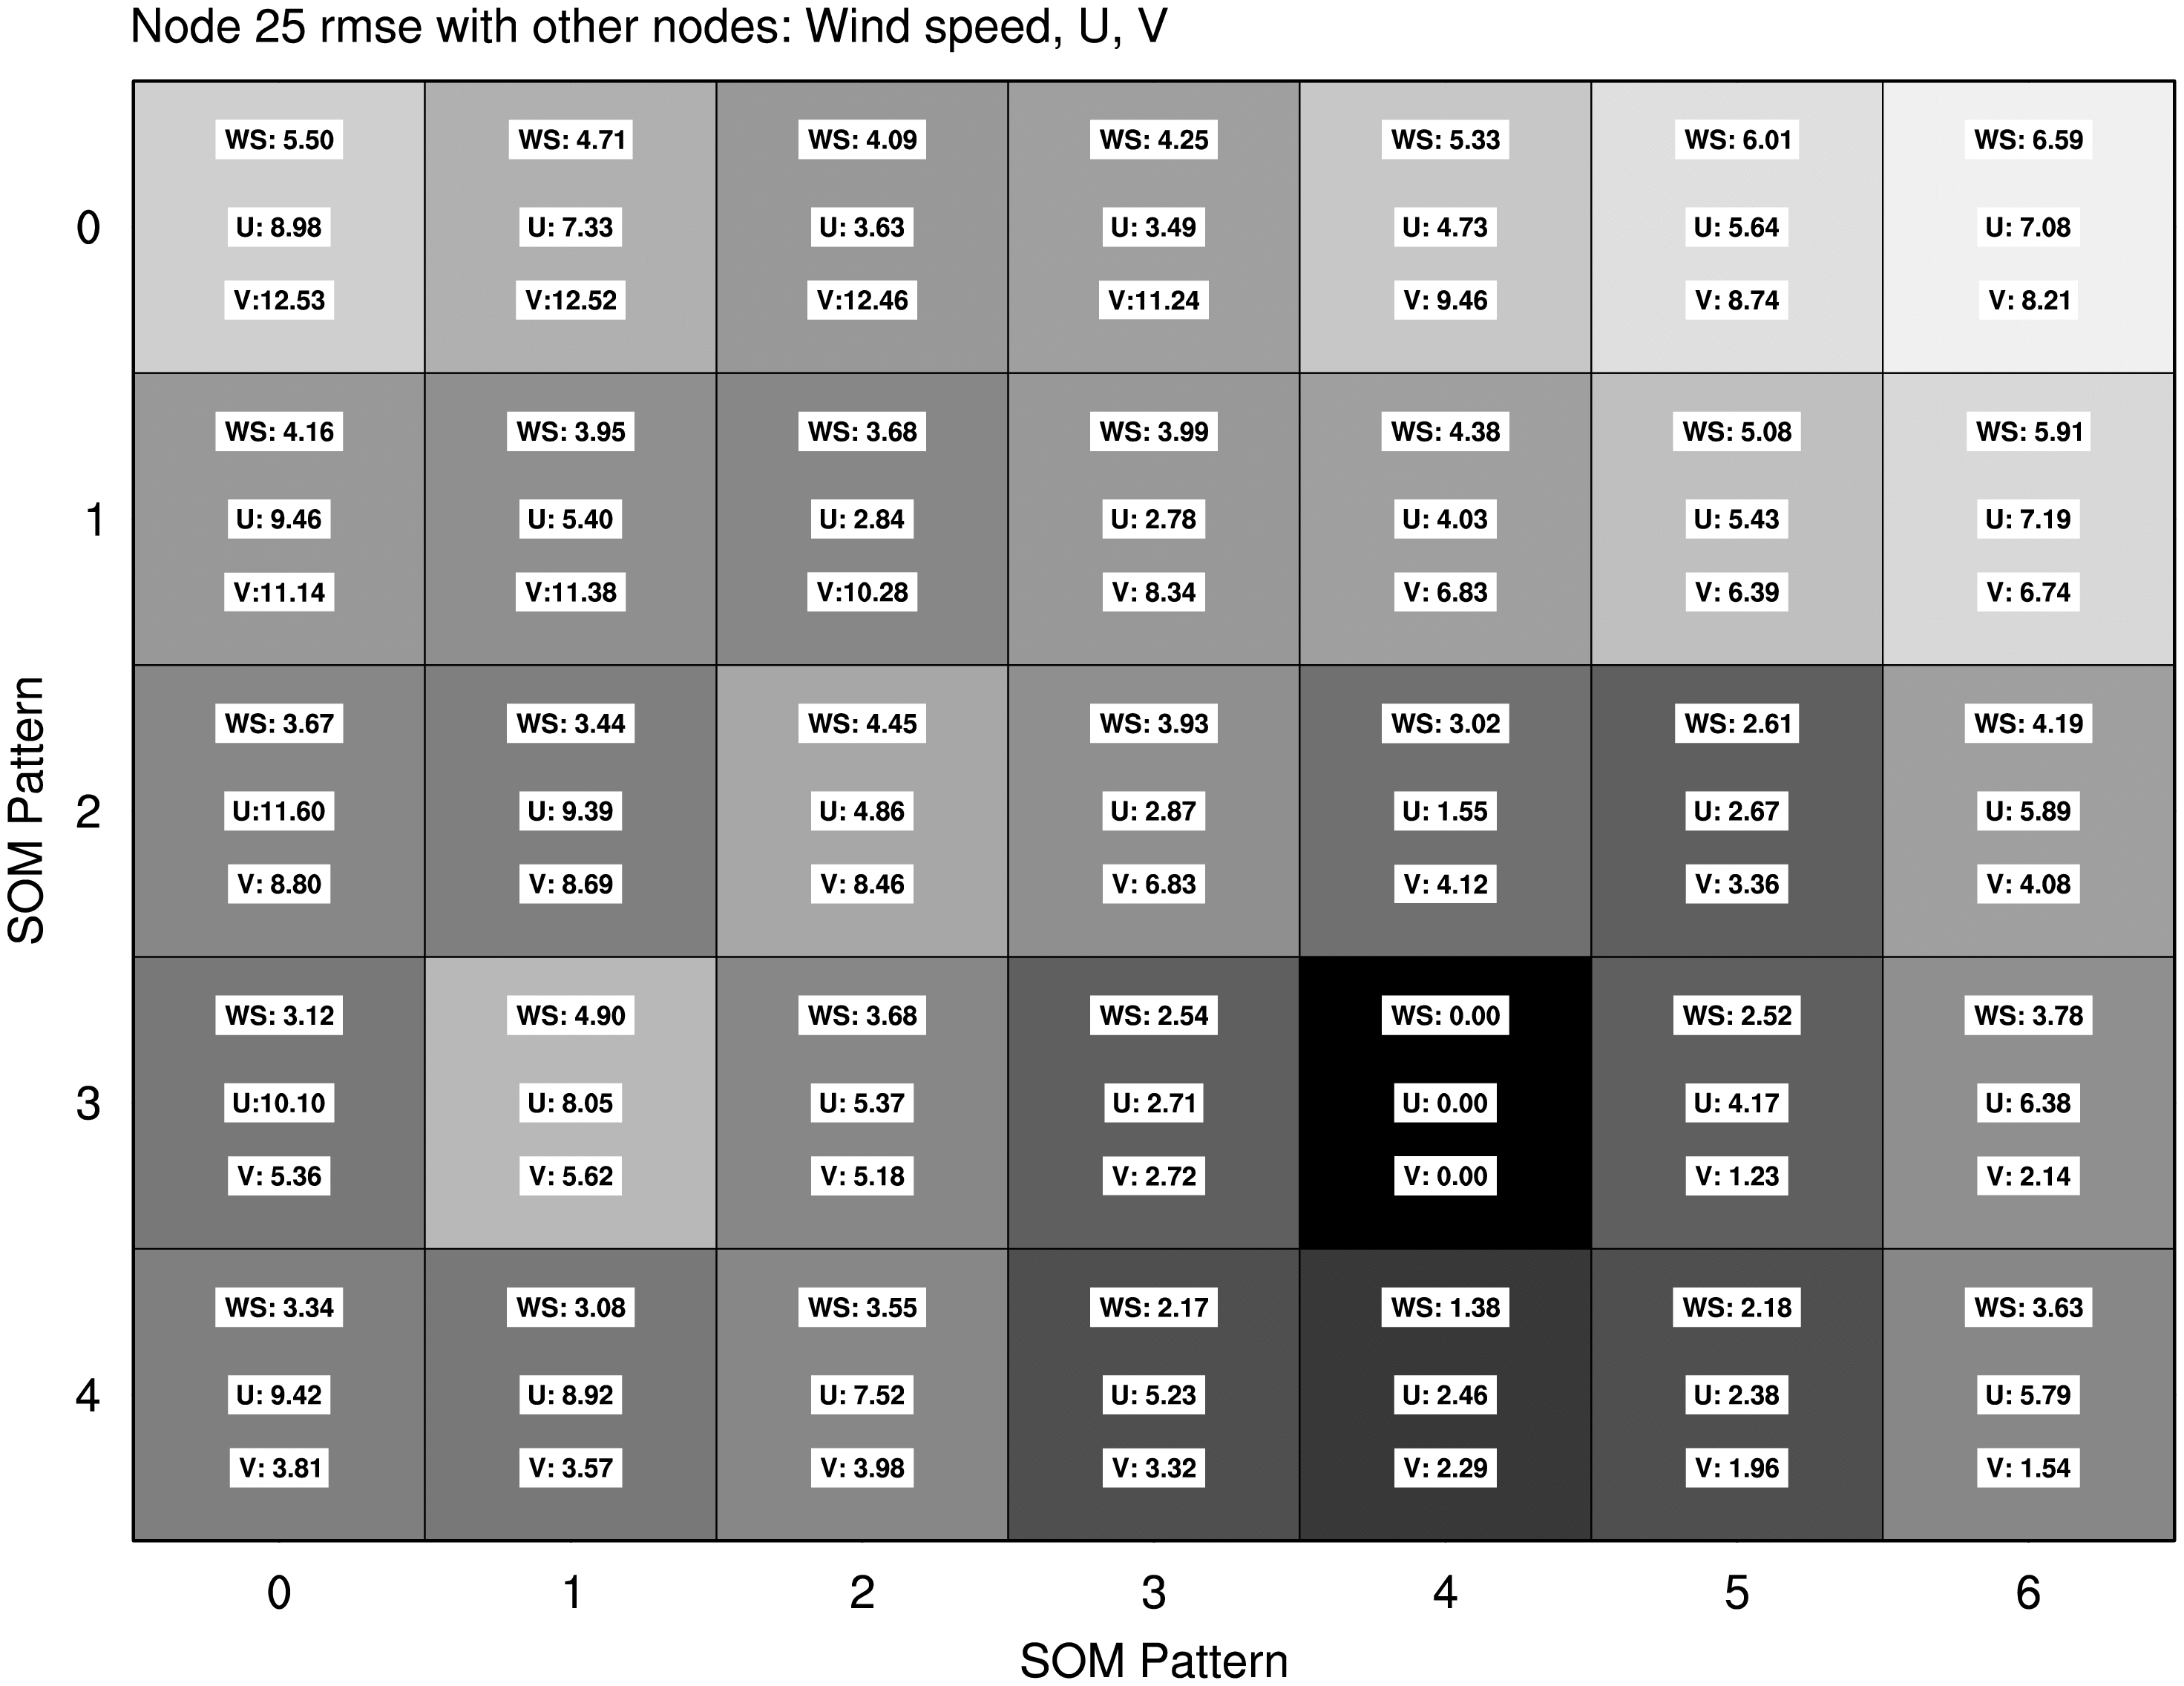 Node 25 rmse with other nodes: Wind speed, U, V
WS: 5.50 WS: 4.71 WS: 4.09 WS: 4.25 WS: 5.33 WS: 6.01 WS: 6.59
0 U: 8.98 U: 7.33 U: 3.63 U: 3.49 U: 4.73 U: 5.64 U: 7.08
V:12.53 V:12.52 V:12.46 V:11.24 V: 9.46 V: 8.74 V: 8.21
WS: 4.16 WS: 3.95 WS: 3.68 WS: 3.99 WS: 4.38 WS: 5.08 WS: 5.91
1 U: 9.46 U: 5.40 U: 2.84 U: 2.78 U: 4.03 U: 5.43 U: 7.19
V:11.14 V:11.38 V:10.28 V: 8.34 V: 6.83 V: 6.39 V: 6.74
SOM Pattern
WS: 3.67 WS: 3.44 WS: 4.45 WS: 3.93 WS: 3.02 WS: 2.61 WS: 4.19
2 U:11.60 U: 9.39 U: 4.86 U: 2.87 U: 1.55 U: 2.67 U: 5.89
V: 8.80 V: 8.69 V: 8.46 V: 6.83 V: 4.12 V: 3.36 V: 4.08
WS: 3.12 WS: 4.90 WS: 3.68 WS: 2.54 WS: 0.00 WS: 2.52 WS: 3.78
3 U:10.10 U: 8.05 U: 5.37 U: 2.71 U: 0.00 U: 4.17 U: 6.38
V: 5.36 V: 5.62 V: 5.18 V: 2.72 V: 0.00 V: 1.23 V: 2.14
WS: 3.34 WS: 3.08 WS: 3.55 WS: 2.17 WS: 1.38 WS: 2.18 WS: 3.63
4 U: 9.42 U: 8.92 U: 7.52 U: 5.23 U: 2.46 U: 2.38 U: 5.79
V: 3.81 V: 3.57 V: 3.98 V: 3.32 V: 2.29 V: 1.96 V: 1.54
0 1 2 3 4 5 6
SOM Pattern